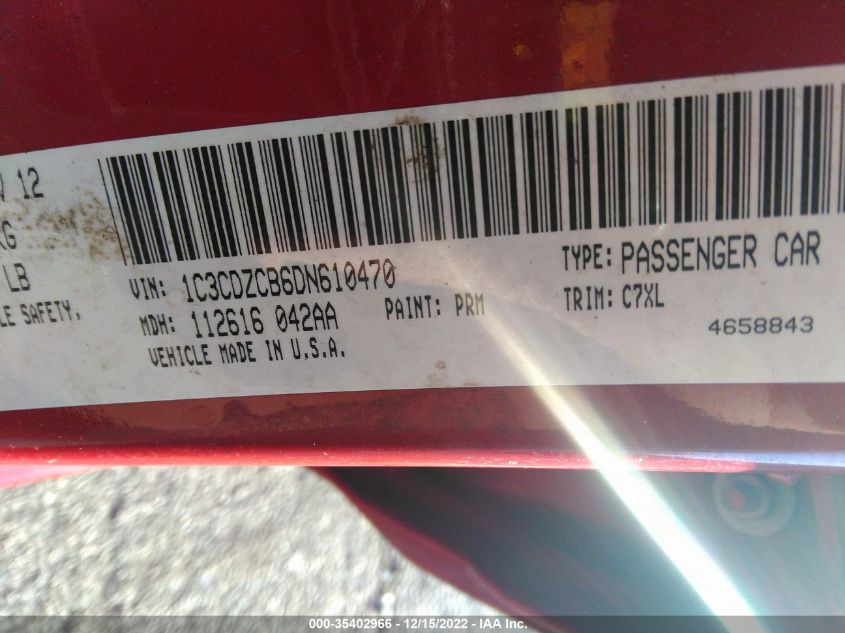 12
KG
LB
LE SAFETY,
VIN: 1C3CDZCB6DN610470
MDH: 112616 042AA
PAINT: PRM
VEHICLE MADE IN U.S.A.
TYPE: PASSENGER CAR
TRIM: C7XL
4658843
000-35402966 - 12/15/2022 - IAA Inc.